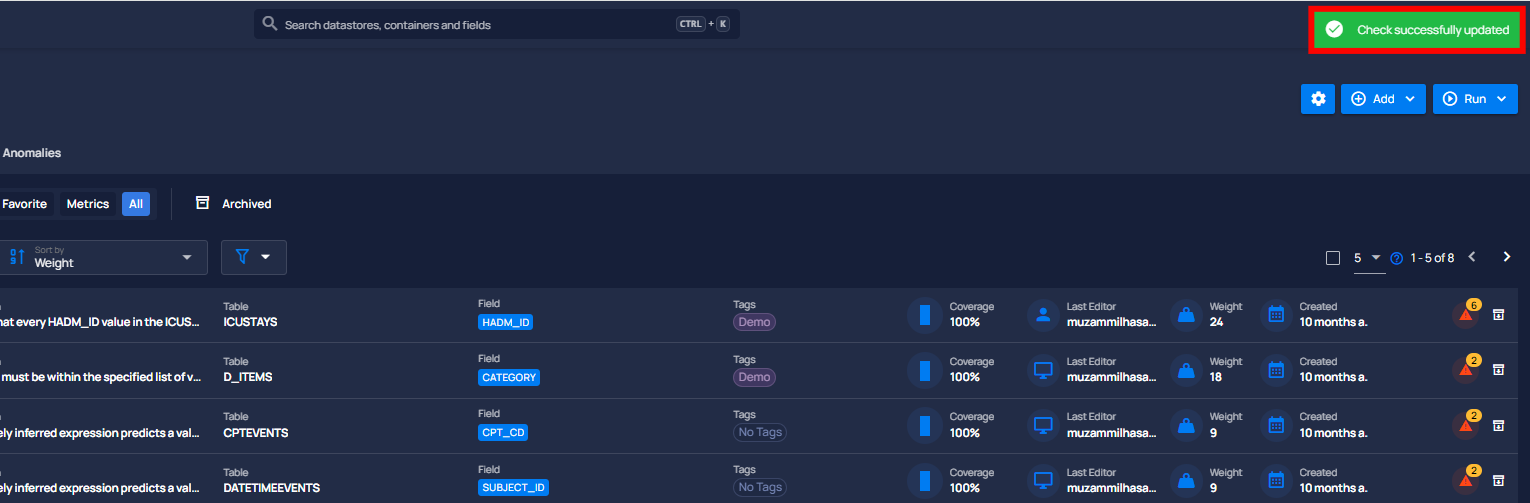 Search datastores, containers and fields CTRL + K
Check successfully updated
Add Run
Anomalies
Favorite Metrics All Archived
Sort by
Weight
5 1 - 5 of 8
Table Field Tags Coverage Last Editor Weight Created 6
hat every HADM_ID value in the ICUS... ICUSTAYS HADM_ID Demo 100% muzammilhasa... 24 10 months a.
Table Field Tags Coverage Last Editor Weight Created 2
must be within the specified list of v... D_ITEMS CATEGORY Demo 100% muzammilhasa... 18 10 months a.
Table Field Tags Coverage Last Editor Weight Created 2
ely inferred expression predicts a val... CPTEVENTS CPT_CD No Tags 100% muzammilhasa... 9 10 months a.
Table Field Tags Coverage Last Editor Weight Created 2
ely inferred expression predicts a val... DATETIMEEVENTS SUBJECT_ID No Tags 100% muzammilhasa... 9 10 months a.